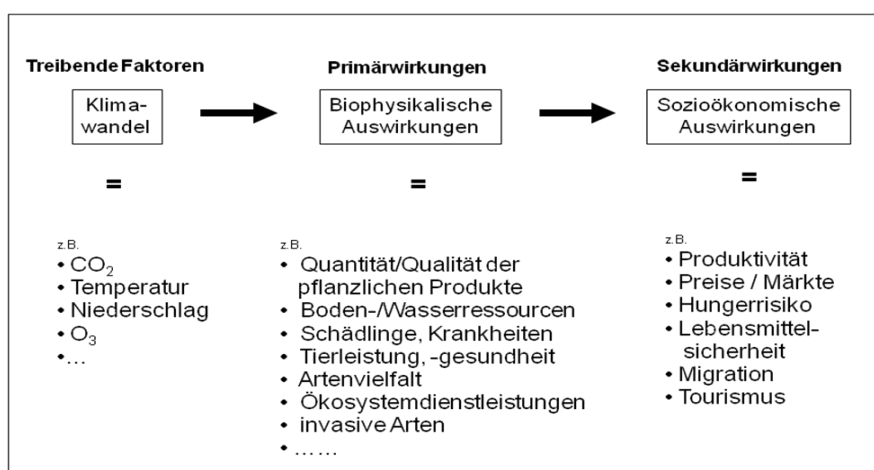 Treibende Faktoren
Klima-
wandel
=
z.B.
• CO₂
• Temperatur
• Niederschlag
• O₃
• …
Primärwirkungen
Biophysikalische
Auswirkungen
=
z.B.
• Quantität/Qualität der
pflanzlichen Produkte
• Boden-/Wasserressourcen
• Schädlinge, Krankheiten
• Tierleistung, -gesundheit
• Artenvielfalt
• Ökosystemdienstleistungen
• invasive Arten
• … …
Sekundärwirkungen
Sozioökonomische
Auswirkungen
=
z.B.
• Produktivität
• Preise / Märkte
• Hungerrisiko
• Lebensmittel-
sicherheit
• Migration
• Tourismus